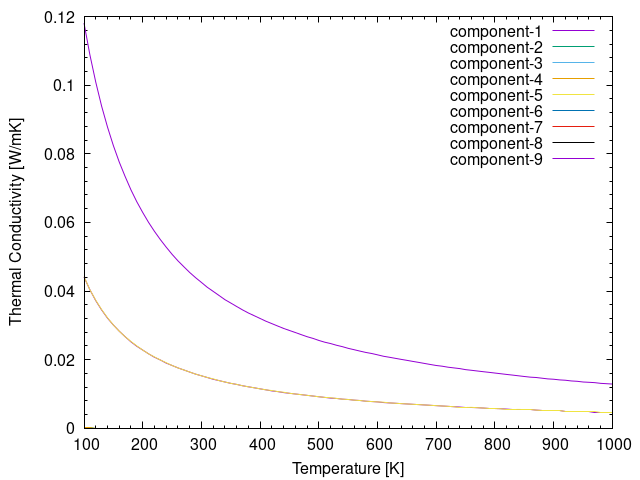 0.12
0.1
0.08
0.06
0.04
0.02
0
100 200 300 400 500 600 700 800 900 1000
Thermal Conductivity [W/mK]
Temperature [K]
component-1
component-2
component-3
component-4
component-5
component-6
component-7
component-8
component-9